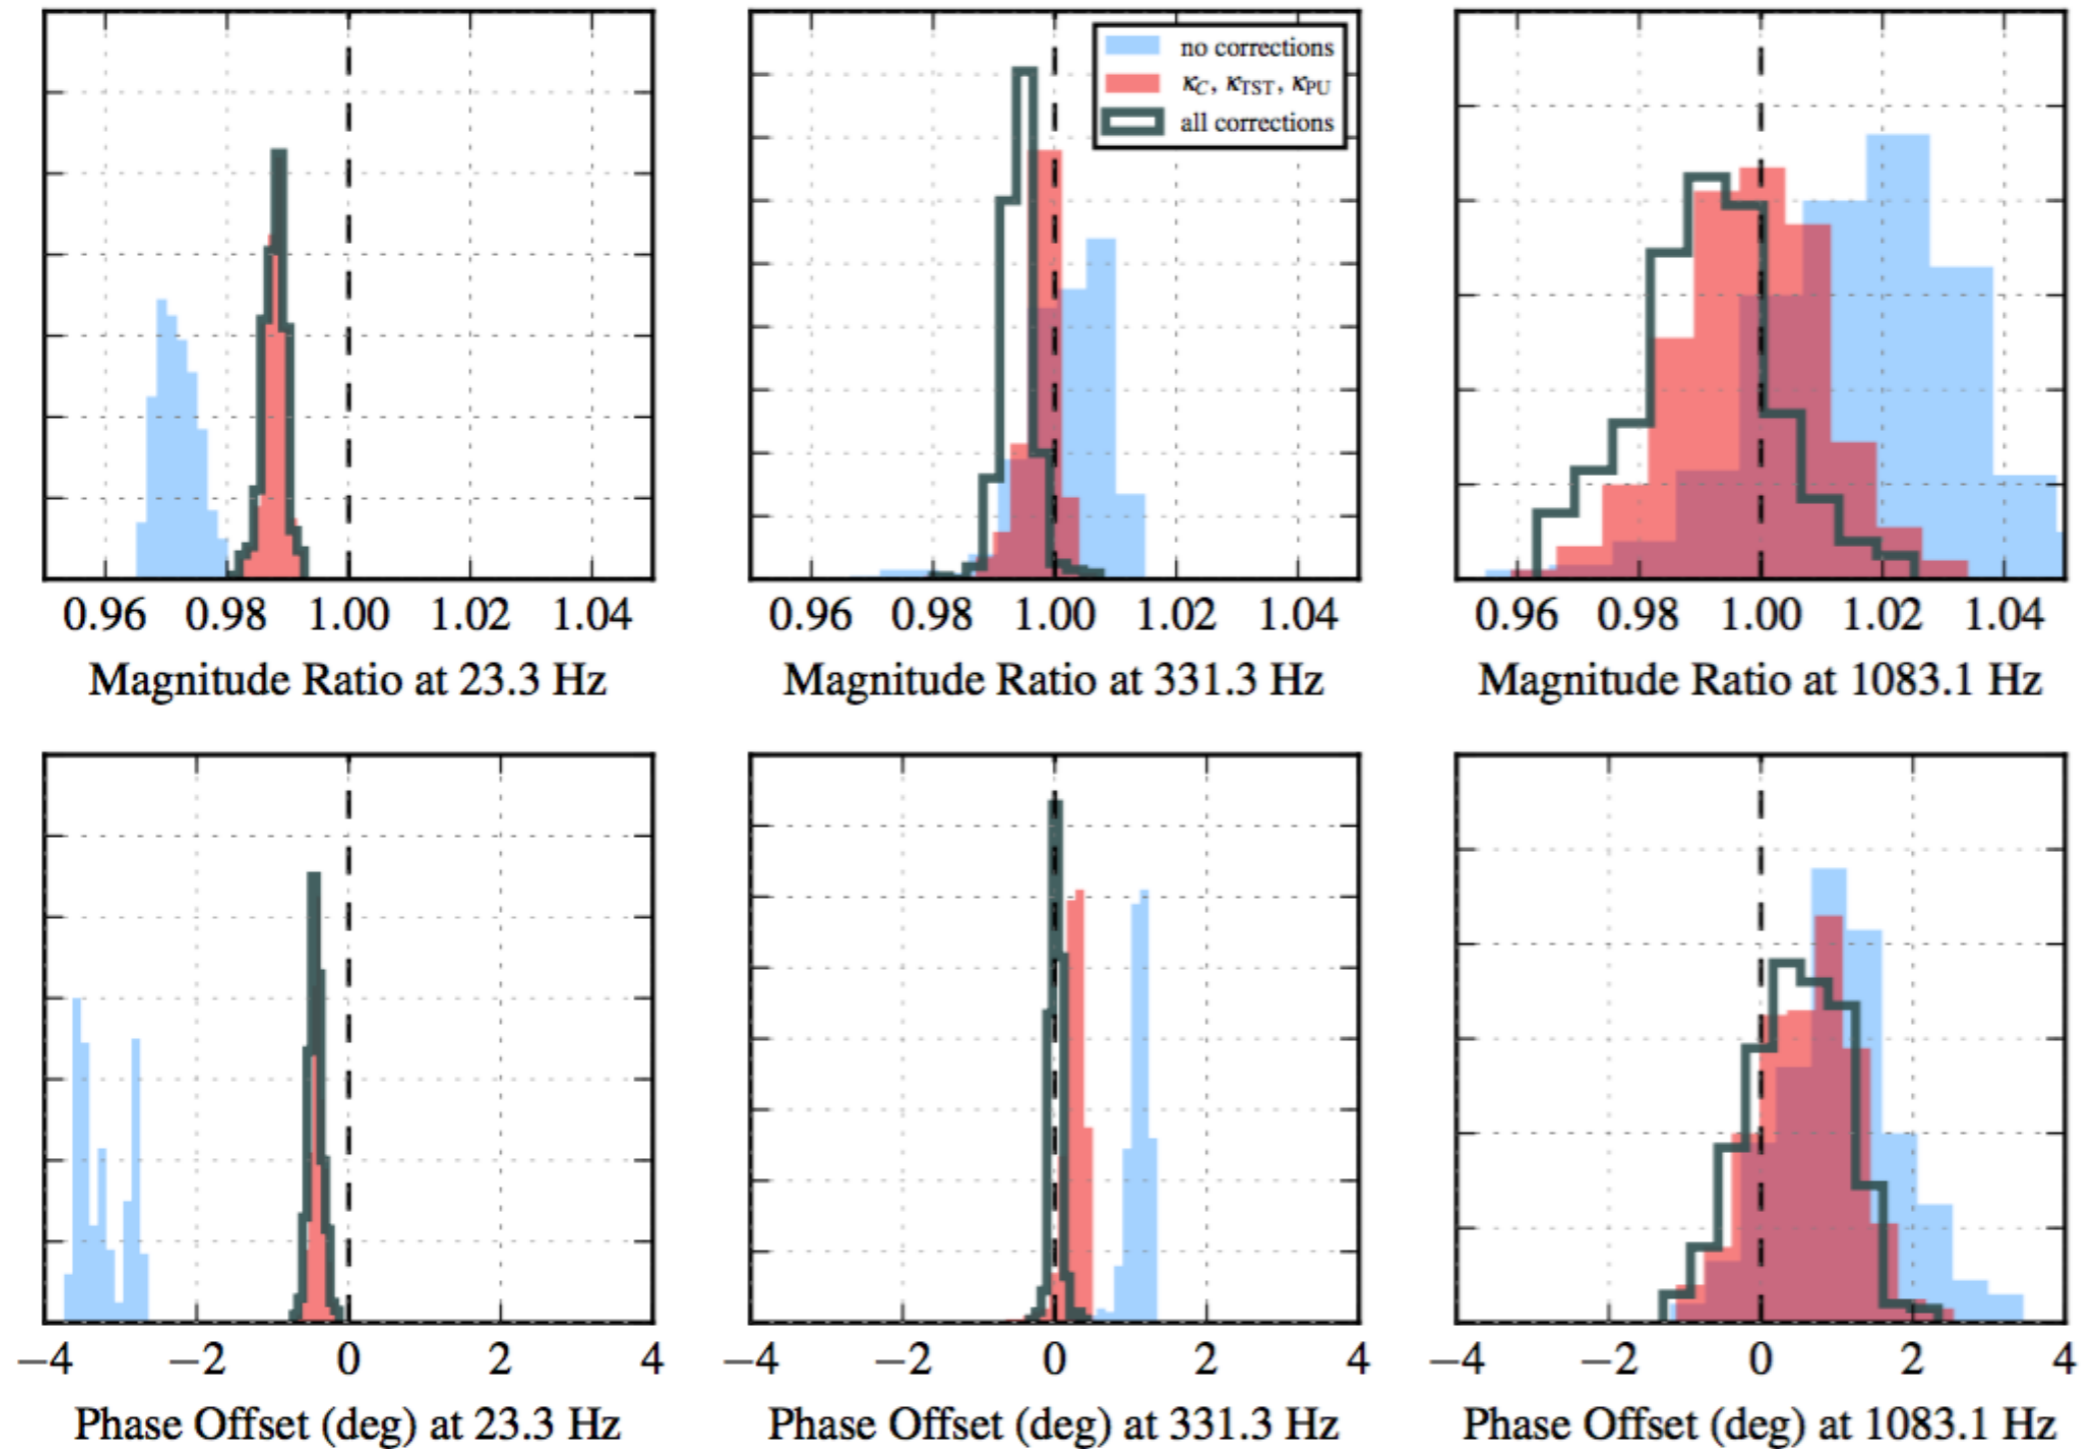 no corrections
κC, κTST, κPU
all corrections
0.96 0.98 1.00 1.02 1.04
0.96 0.98 1.00 1.02 1.04
0.96 0.98 1.00 1.02 1.04
Magnitude Ratio at 23.3 Hz
Magnitude Ratio at 331.3 Hz
Magnitude Ratio at 1083.1 Hz
−4 −2 0 2 4
−4 −2 0 2 4
−4 −2 0 2 4
Phase Offset (deg) at 23.3 Hz
Phase Offset (deg) at 331.3 Hz
Phase Offset (deg) at 1083.1 Hz